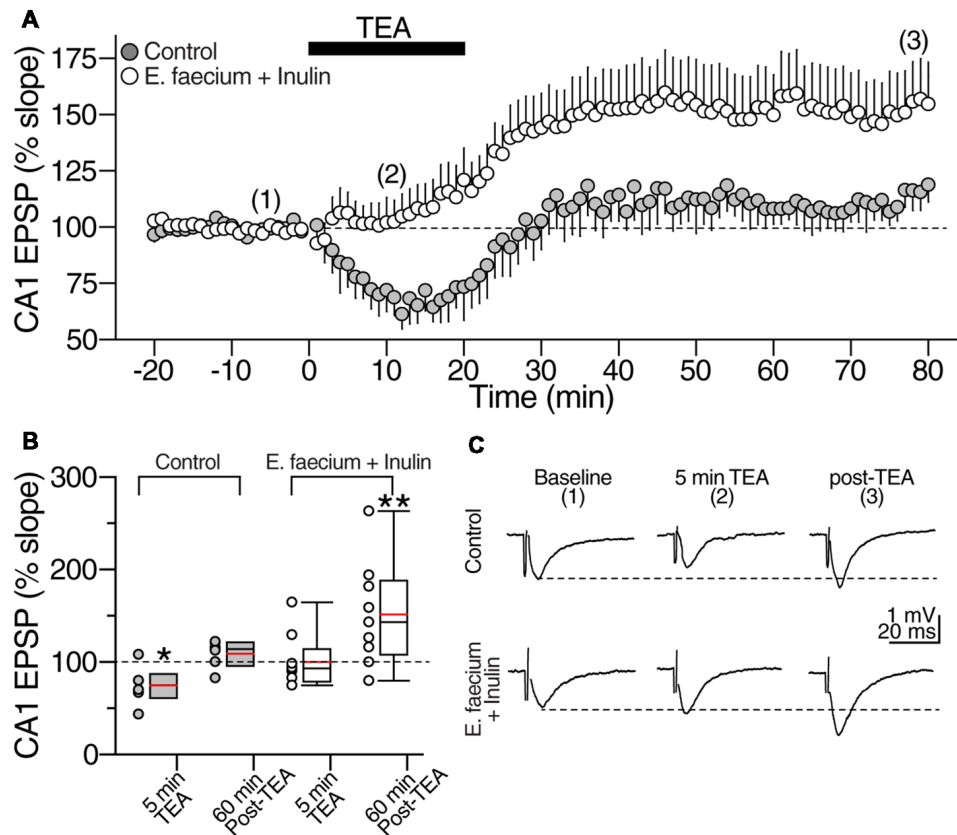 A
TEA
Control
E. faecium + Inulin
(1)
(2)
(3)
CA1 EPSP (% slope)
175
150
125
100
75
50
-20
-10
0
10
20
30
40
50
60
70
80
Time (min)
B
Control
E. faecium + Inulin
CA1 EPSP (% slope)
300
200
100
0
*
**
5 min
TEA
60 min
Post-TEA
5 min
TEA
60 min
Post-TEA
C
Baseline
(1)
5 min TEA
(2)
post-TEA
(3)
Control
1 mV
20 ms
E. faecium
+ Inulin